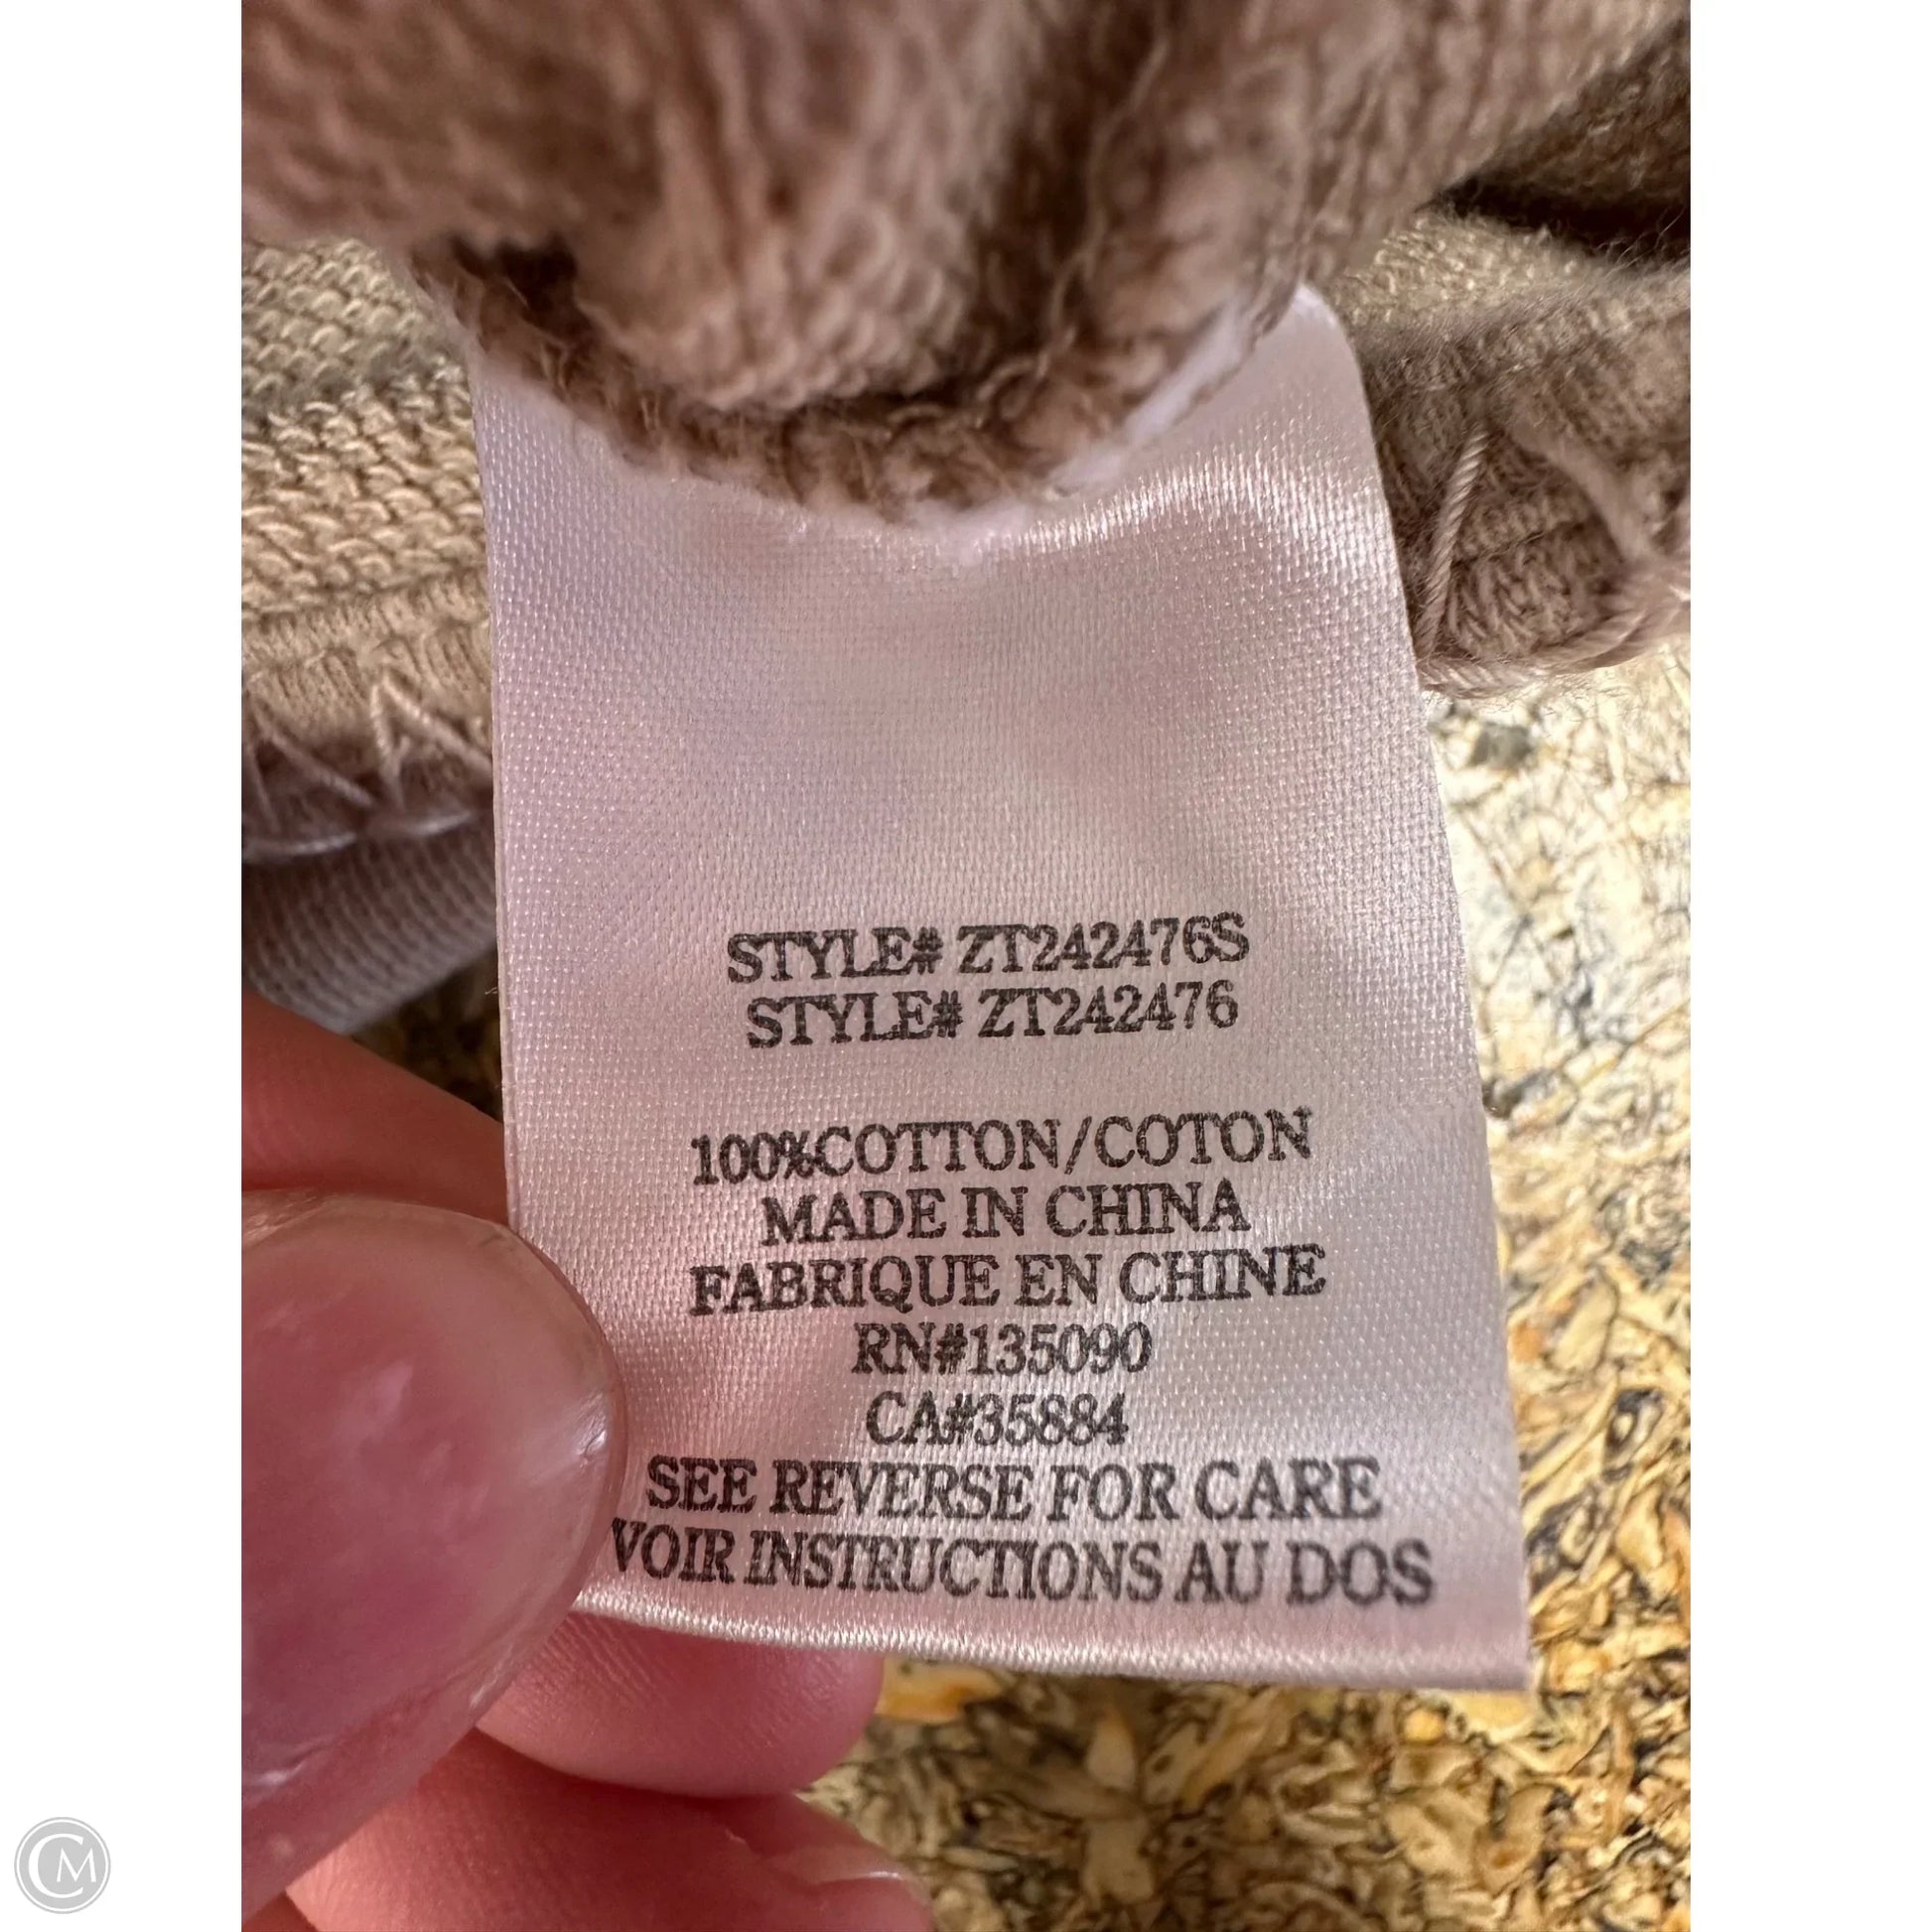 STYLE# ZT242476S
STYLE# ZT242476
100%COTTON/COTON
MADE IN CHINA
FABRIQUE EN CHINE
RN#135090
CA#35884
SEE REVERSE FOR CARE
VOIR INSTRUCTIONS AU DOS
CM